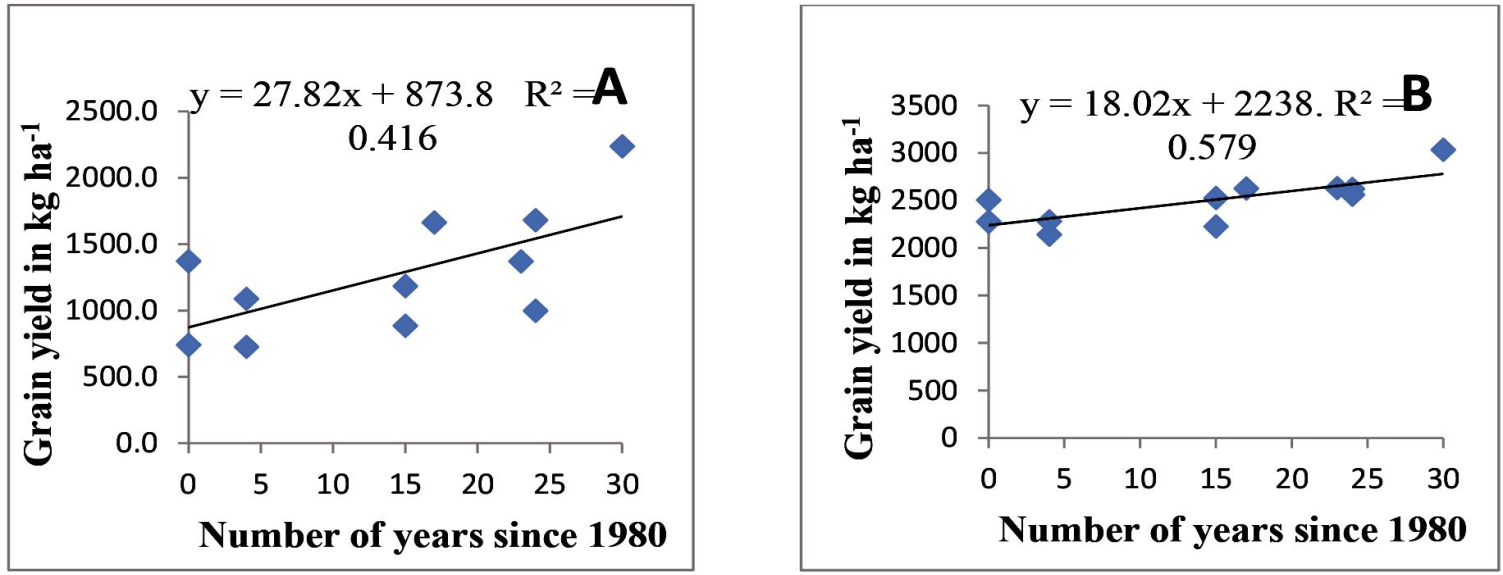 A
y = 27.82x + 873.8 R² =
0.416
Grain yield in kg ha⁻¹
2500.0
2000.0
1500.0
1000.0
500.0
0.0
0 5 10 15 20 25 30
Number of years since 1980
B
y = 18.02x + 2238. R² =
0.579
Grain yield in kg ha⁻¹
3500
3000
2500
2000
1500
1000
500
0
0 5 10 15 20 25 30
Number of years since 1980